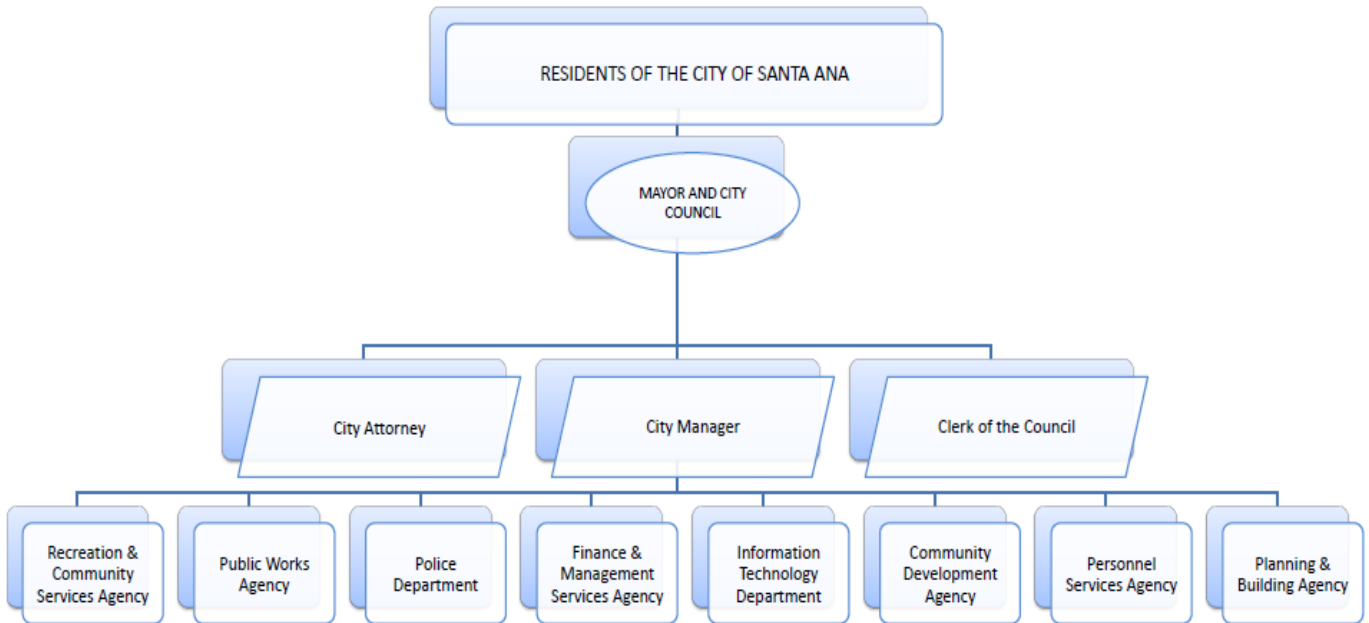 RESIDENTS OF THE CITY OF SANTA ANA
MAYOR AND CITY
COUNCIL
City Attorney
City Manager
Clerk of the Council
Recreation &
Community
Services Agency
Public Works
Agency
Police
Department
Finance &
Management
Services Agency
Information
Technology
Department
Community
Development
Agency
Personnel
Services Agency
Planning &
Building Agency